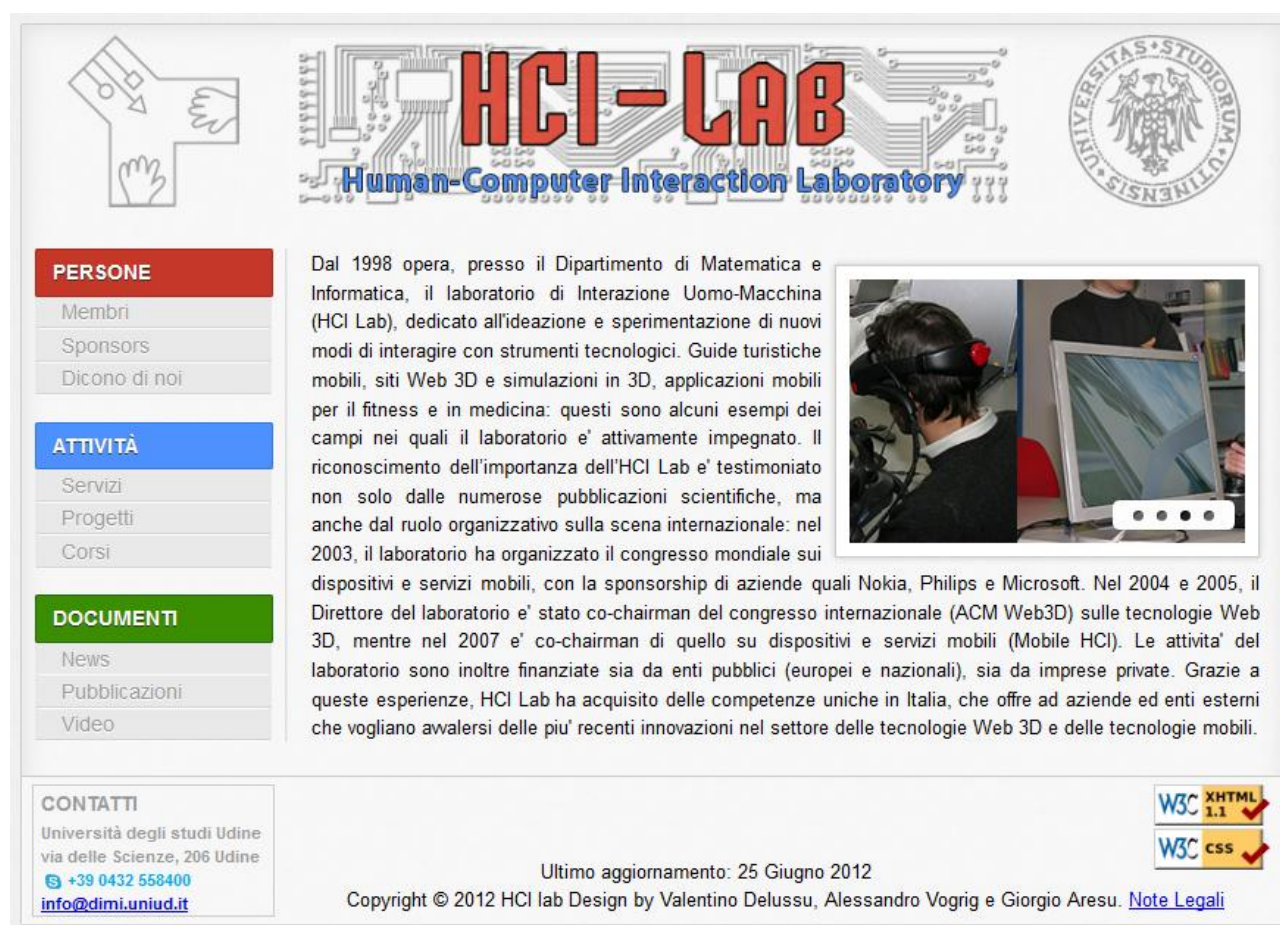 HCI-LAB
Human-Computer Interaction Laboratory
UNIVERSITAS•STUDIORUM•UTINENSIS•
PERSONE
Membri
Sponsors
Dicono di noi
ATTIVITÀ
Servizi
Progetti
Corsi
DOCUMENTI
News
Pubblicazioni
Video
Dal 1998 opera, presso il Dipartimento di Matematica e
Informatica, il laboratorio di Interazione Uomo-Macchina
(HCI Lab), dedicato all'ideazione e sperimentazione di nuovi
modi di interagire con strumenti tecnologici. Guide turistiche
mobili, siti Web 3D e simulazioni in 3D, applicazioni mobili
per il fitness e in medicina: questi sono alcuni esempi dei
campi nei quali il laboratorio e' attivamente impegnato. Il
riconoscimento dell'importanza dell'HCI Lab e' testimoniato
non solo dalle numerose pubblicazioni scientifiche, ma
anche dal ruolo organizzativo sulla scena internazionale: nel
2003, il laboratorio ha organizzato il congresso mondiale sui
dispositivi e servizi mobili, con la sponsorship di aziende quali Nokia, Philips e Microsoft. Nel 2004 e 2005, il
Direttore del laboratorio e' stato co-chairman del congresso internazionale (ACM Web3D) sulle tecnologie Web
3D, mentre nel 2007 e' co-chairman di quello su dispositivi e servizi mobili (Mobile HCI). Le attivita' del
laboratorio sono inoltre finanziate sia da enti pubblici (europei e nazionali), sia da imprese private. Grazie a
queste esperienze, HCI Lab ha acquisito delle competenze uniche in Italia, che offre ad aziende ed enti esterni
che vogliano avvalersi delle piu' recenti innovazioni nel settore delle tecnologie Web 3D e delle tecnologie mobili.
CONTATTI
Università degli studi Udine
via delle Scienze, 206 Udine
+39 0432 558400
info@dimi.uniud.it
W3C XHTML 1.1
W3C css
Ultimo aggiornamento: 25 Giugno 2012
Copyright © 2012 HCI lab Design by Valentino Delussu, Alessandro Vogrig e Giorgio Aresu. Note Legali